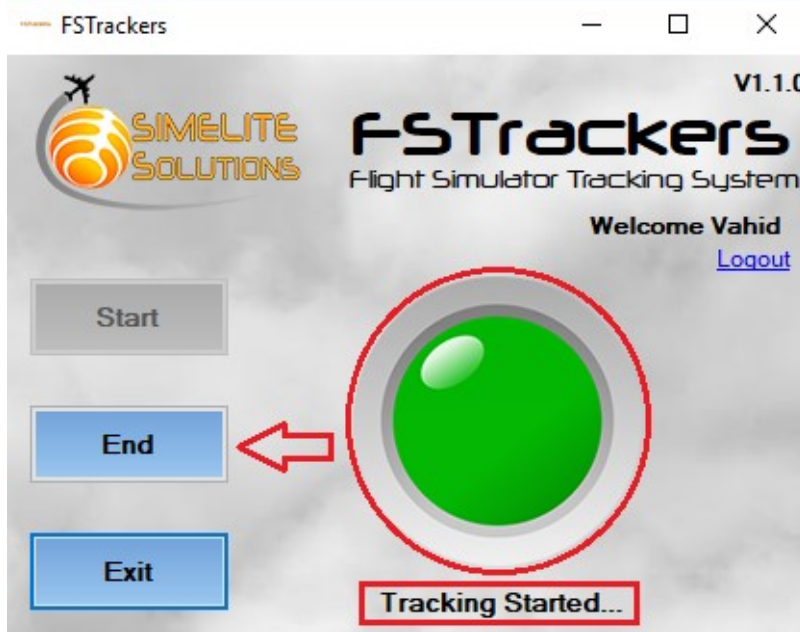 FSTrackers
V1.1.0
SIMELITE
SOLUTIONS
FSTrackers
Flight Simulator Tracking System
Welcome Vahid
Logout
Start
End
Exit
Tracking Started...